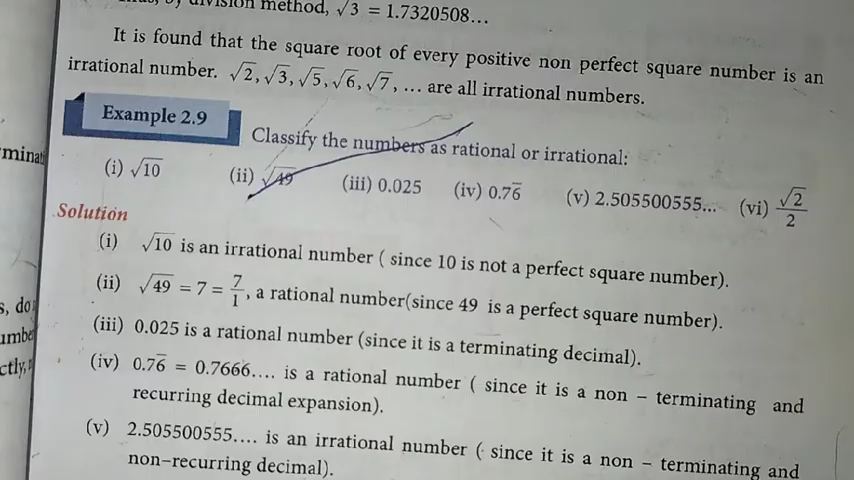 by division method, √3 = 1.7320508...
It is found that the square root of every positive non perfect square number is an
irrational number. √2, √3, √5, √6, √7, ... are all irrational numbers.
Example 2.9
Classify the numbers as rational or irrational:
(i) √10 (ii) √49 (iii) 0.025 (iv) 0.76̅ (v) 2.505500555... (vi) √2/2
Solution
(i) √10 is an irrational number ( since 10 is not a perfect square number).
(ii) √49 = 7 = 7/1, a rational number(since 49 is a perfect square number).
(iii) 0.025 is a rational number (since it is a terminating decimal).
(iv) 0.76̅ = 0.7666.... is a rational number ( since it is a non – terminating and
recurring decimal expansion).
(v) 2.505500555.... is an irrational number ( since it is a non – terminating and
non–recurring decimal).